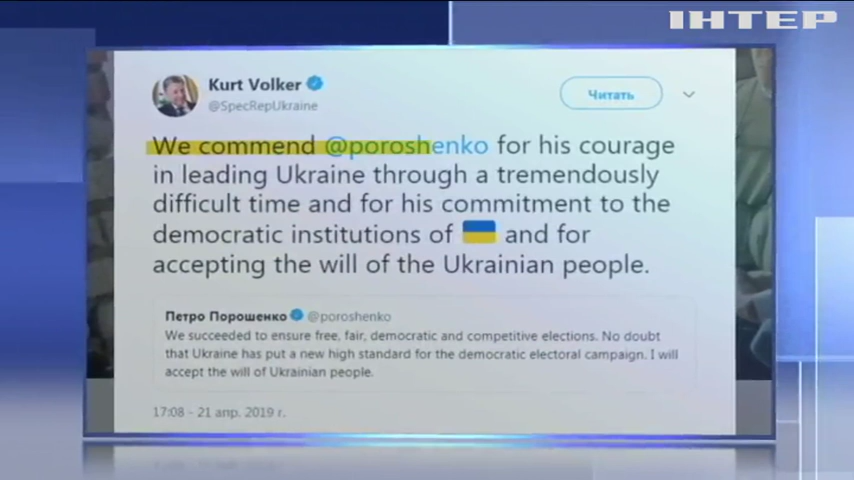 ІНТЕР
Kurt Volker
@SpecRepUkraine
Читать
We commend @poroshenko for his courage
in leading Ukraine through a tremendously
difficult time and for his commitment to the
democratic institutions of 🇺🇦 and for
accepting the will of the Ukrainian people.
Петро Порошенко @poroshenko
We succeeded to ensure free, fair, democratic and competitive elections. No doubt
that Ukraine has put a new high standard for the democratic electoral campaign. I will
accept the will of Ukrainian people.
17:08 - 21 апр. 2019 г.